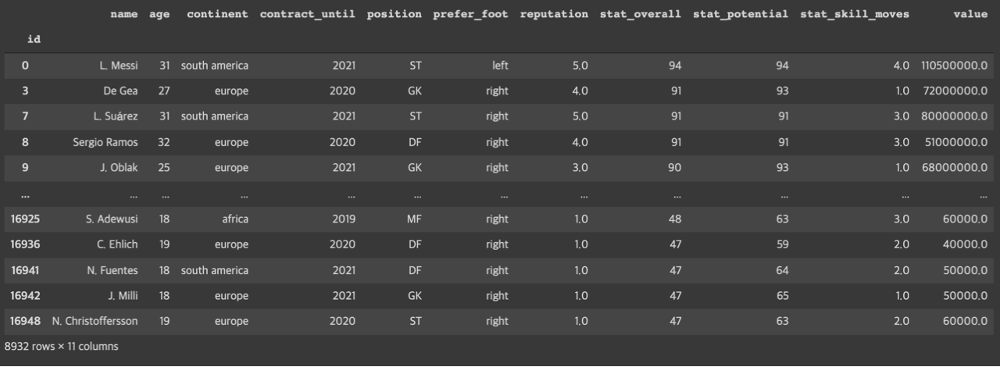 name age continent contract_until position prefer_foot reputation stat_overall stat_potential stat_skill_moves value
id
0 L. Messi 31 south america 2021 ST left 5.0 94 94 4.0 110500000.0
3 De Gea 27 europe 2020 GK right 4.0 91 93 1.0 72000000.0
7 L. Suárez 31 south america 2021 ST right 5.0 91 91 3.0 80000000.0
8 Sergio Ramos 32 europe 2020 DF right 4.0 91 91 3.0 51000000.0
9 J. Oblak 25 europe 2021 GK right 3.0 90 93 1.0 68000000.0
... ... ... ... ... ... ... ... ... ... ... ...
16925 S. Adewusi 18 africa 2019 MF right 1.0 48 63 3.0 60000.0
16936 C. Ehlich 19 europe 2020 DF right 1.0 47 59 2.0 40000.0
16941 N. Fuentes 18 south america 2021 DF right 1.0 47 64 2.0 50000.0
16942 J. Milli 18 europe 2021 GK right 1.0 47 65 1.0 50000.0
16948 N. Christoffersson 19 europe 2020 ST right 1.0 47 63 2.0 60000.0
8932 rows × 11 columns